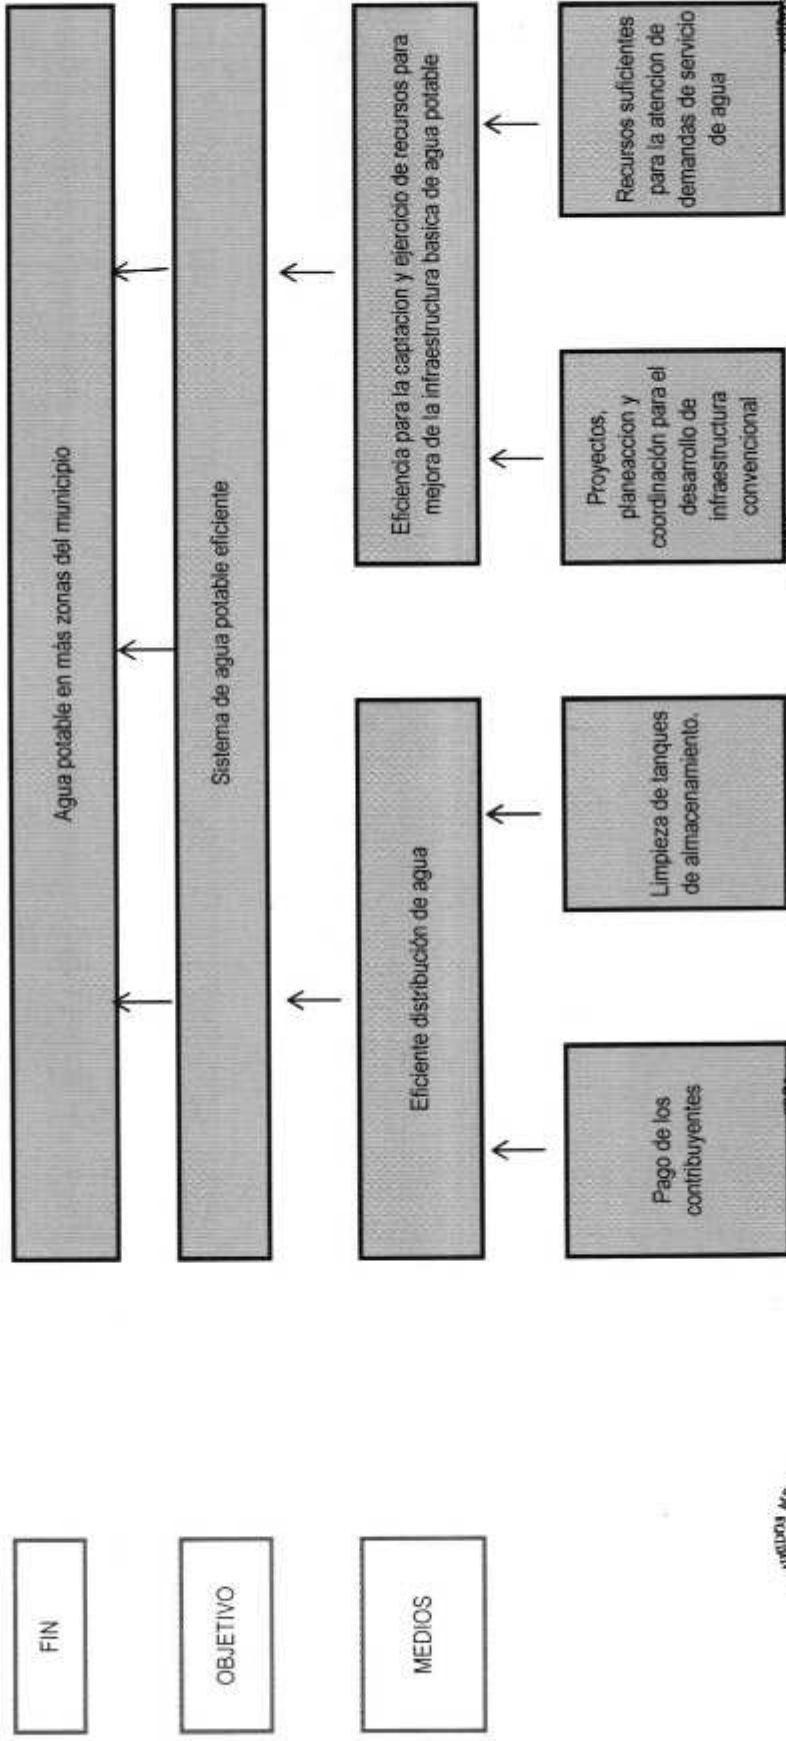 FIN
Agua potable en más zonas del municipio
OBJETIVO
Sistema de agua potable eficiente
MEDIOS
Eficiente distribución de agua
Eficiencia para la captacion y ejercicio de recursos para
mejora de la infraestructura basica de agua potable
Pago de los
contribuyentes
Limpieza de tanques
de almacenamiento.
Proyectos,
planeaccion y
coordinación para el
desarrollo de
infraestructura
convencional
Recursos suficientes
para la atencion de
demandas de servicio
de agua